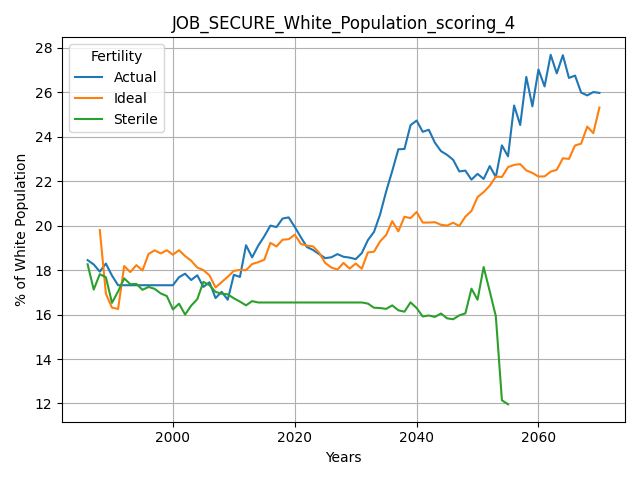 JOB_SECURE_White_Population_scoring_4
Fertility
Actual
Ideal
Sterile
% of White Population
28
26
24
22
20
18
16
14
12
2000 2020 2040 2060
Years